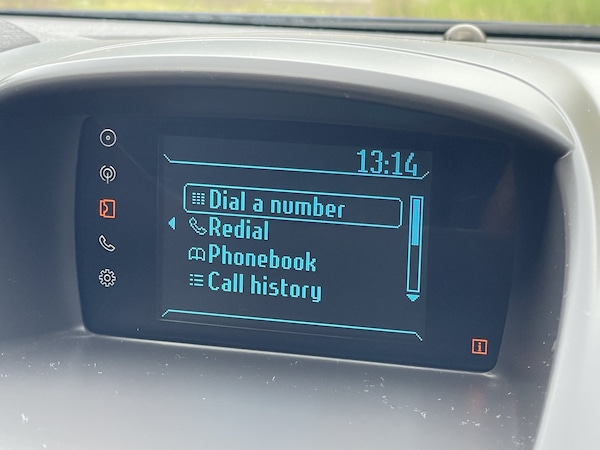 13:14
Dial a number
Redial
Phonebook
Call history
i